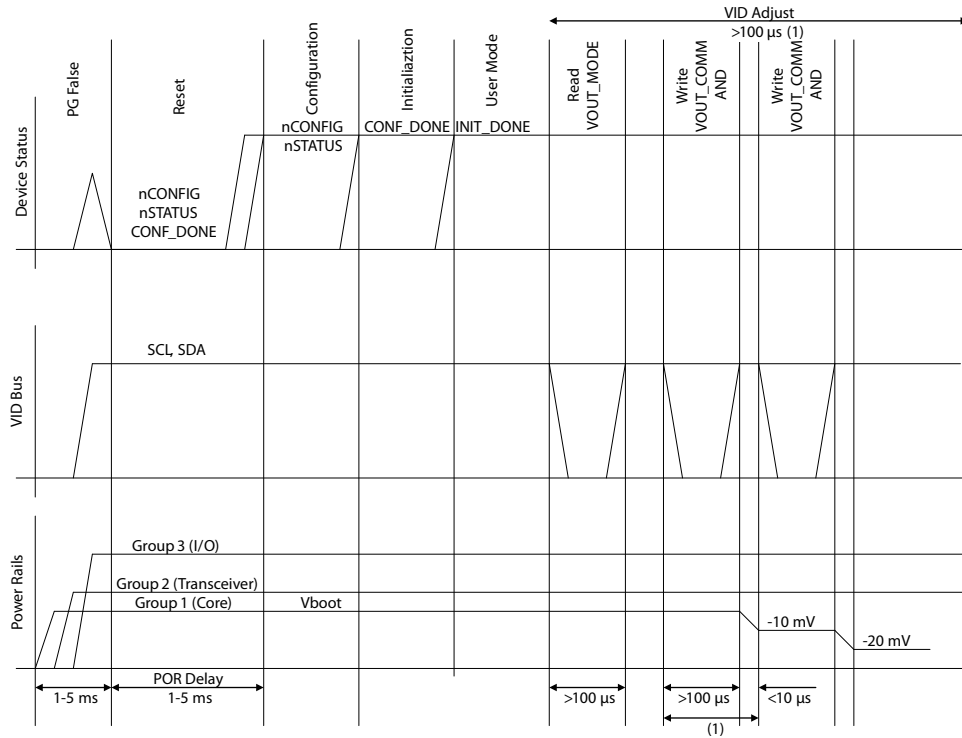 VID Adjust
>100 µs (1)
PG False
Reset
Configuration
Initialiaztion
User Mode
Read
VOUT_MODE
Write
VOUT_COMM
AND
Write
VOUT_COMM
AND
Device Status
nCONFIG
nSTATUS
CONF_DONE
INIT_DONE
nCONFIG
nSTATUS
CONF_DONE
VID Bus
SCL, SDA
Power Rails
Group 3 (I/O)
Group 2 (Transceiver)
Group 1 (Core)
Vboot
-10 mV
-20 mV
1-5 ms
POR Delay
1-5 ms
>100 µs
>100 µs
<10 µs
(1)